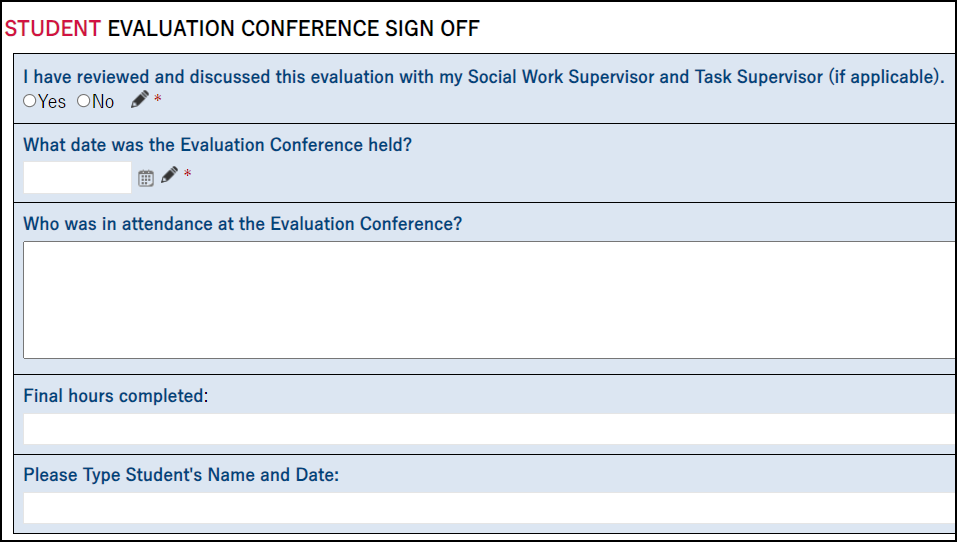 STUDENT EVALUATION CONFERENCE SIGN OFF
I have reviewed and discussed this evaluation with my Social Work Supervisor and Task Supervisor (if applicable).
Yes No *
What date was the Evaluation Conference held?
*
Who was in attendance at the Evaluation Conference?
Final hours completed:
Please Type Student's Name and Date: